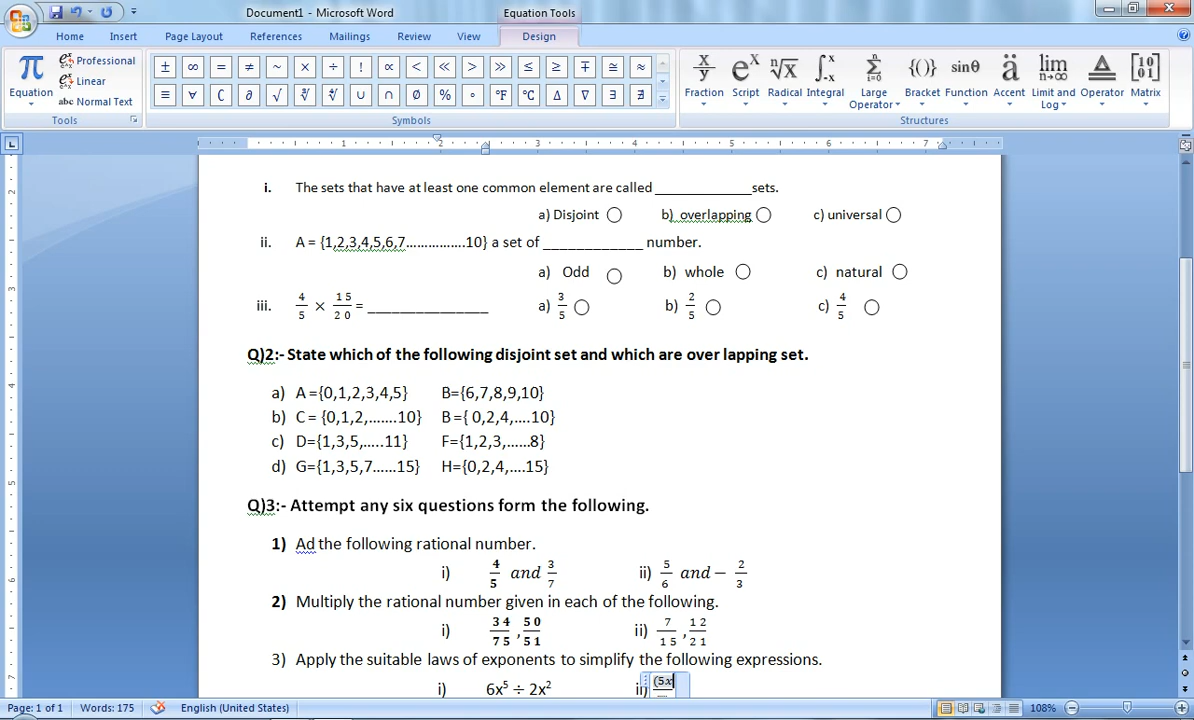 Document1 - Microsoft Word
Equation Tools
Home Insert Page Layout References Mailings Review View Design
π Equation
Professional
Linear
abc Normal Text
± ∞ = ≠ ~ × ÷ ! ∝ < ≪ > ≫ ≤ ≥ ∓ ≅ ≈
≡ ∀ ∁ ∂ √ ∛ ∜ ∪ ∩ ∅ % ° °F °C ∆ ∇ ∃ ∄
Fraction Script Radical Integral Large Operator Bracket Function Accent Limit and Log Operator Matrix
Tools Symbols Structures
i. The sets that have at least one common element are called _____________sets.
a) Disjoint ○ b) overlapping ○ c) universal ○
ii. A = {1,2,3,4,5,6,7...............10} a set of _____________ number.
a) Odd ○ b) whole ○ c) natural ○
iii. 4/5 × 15/20 = ________________ a) 3/5 ○ b) 2/5 ○ c) 4/5 ○
Q)2:- State which of the following disjoint set and which are over lapping set.
a) A ={0,1,2,3,4,5} B={6,7,8,9,10}
b) C = {0,1,2,.......10} B ={ 0,2,4,....10}
c) D={1,3,5,.....11} F={1,2,3,......8}
d) G={1,3,5,7......15} H={0,2,4,....15}
Q)3:- Attempt any six questions form the following.
1) Ad the following rational number.
i) 4/5 and 3/7 ii) 5/6 and − 2/3
2) Multiply the rational number given in each of the following.
i) 34/75 , 50/51 ii) 7/15 , 12/21
3) Apply the suitable laws of exponents to simplify the following expressions.
i) 6x⁵ ÷ 2x² ii) (5x
Page: 1 of 1 Words: 175 English (United States) 108%